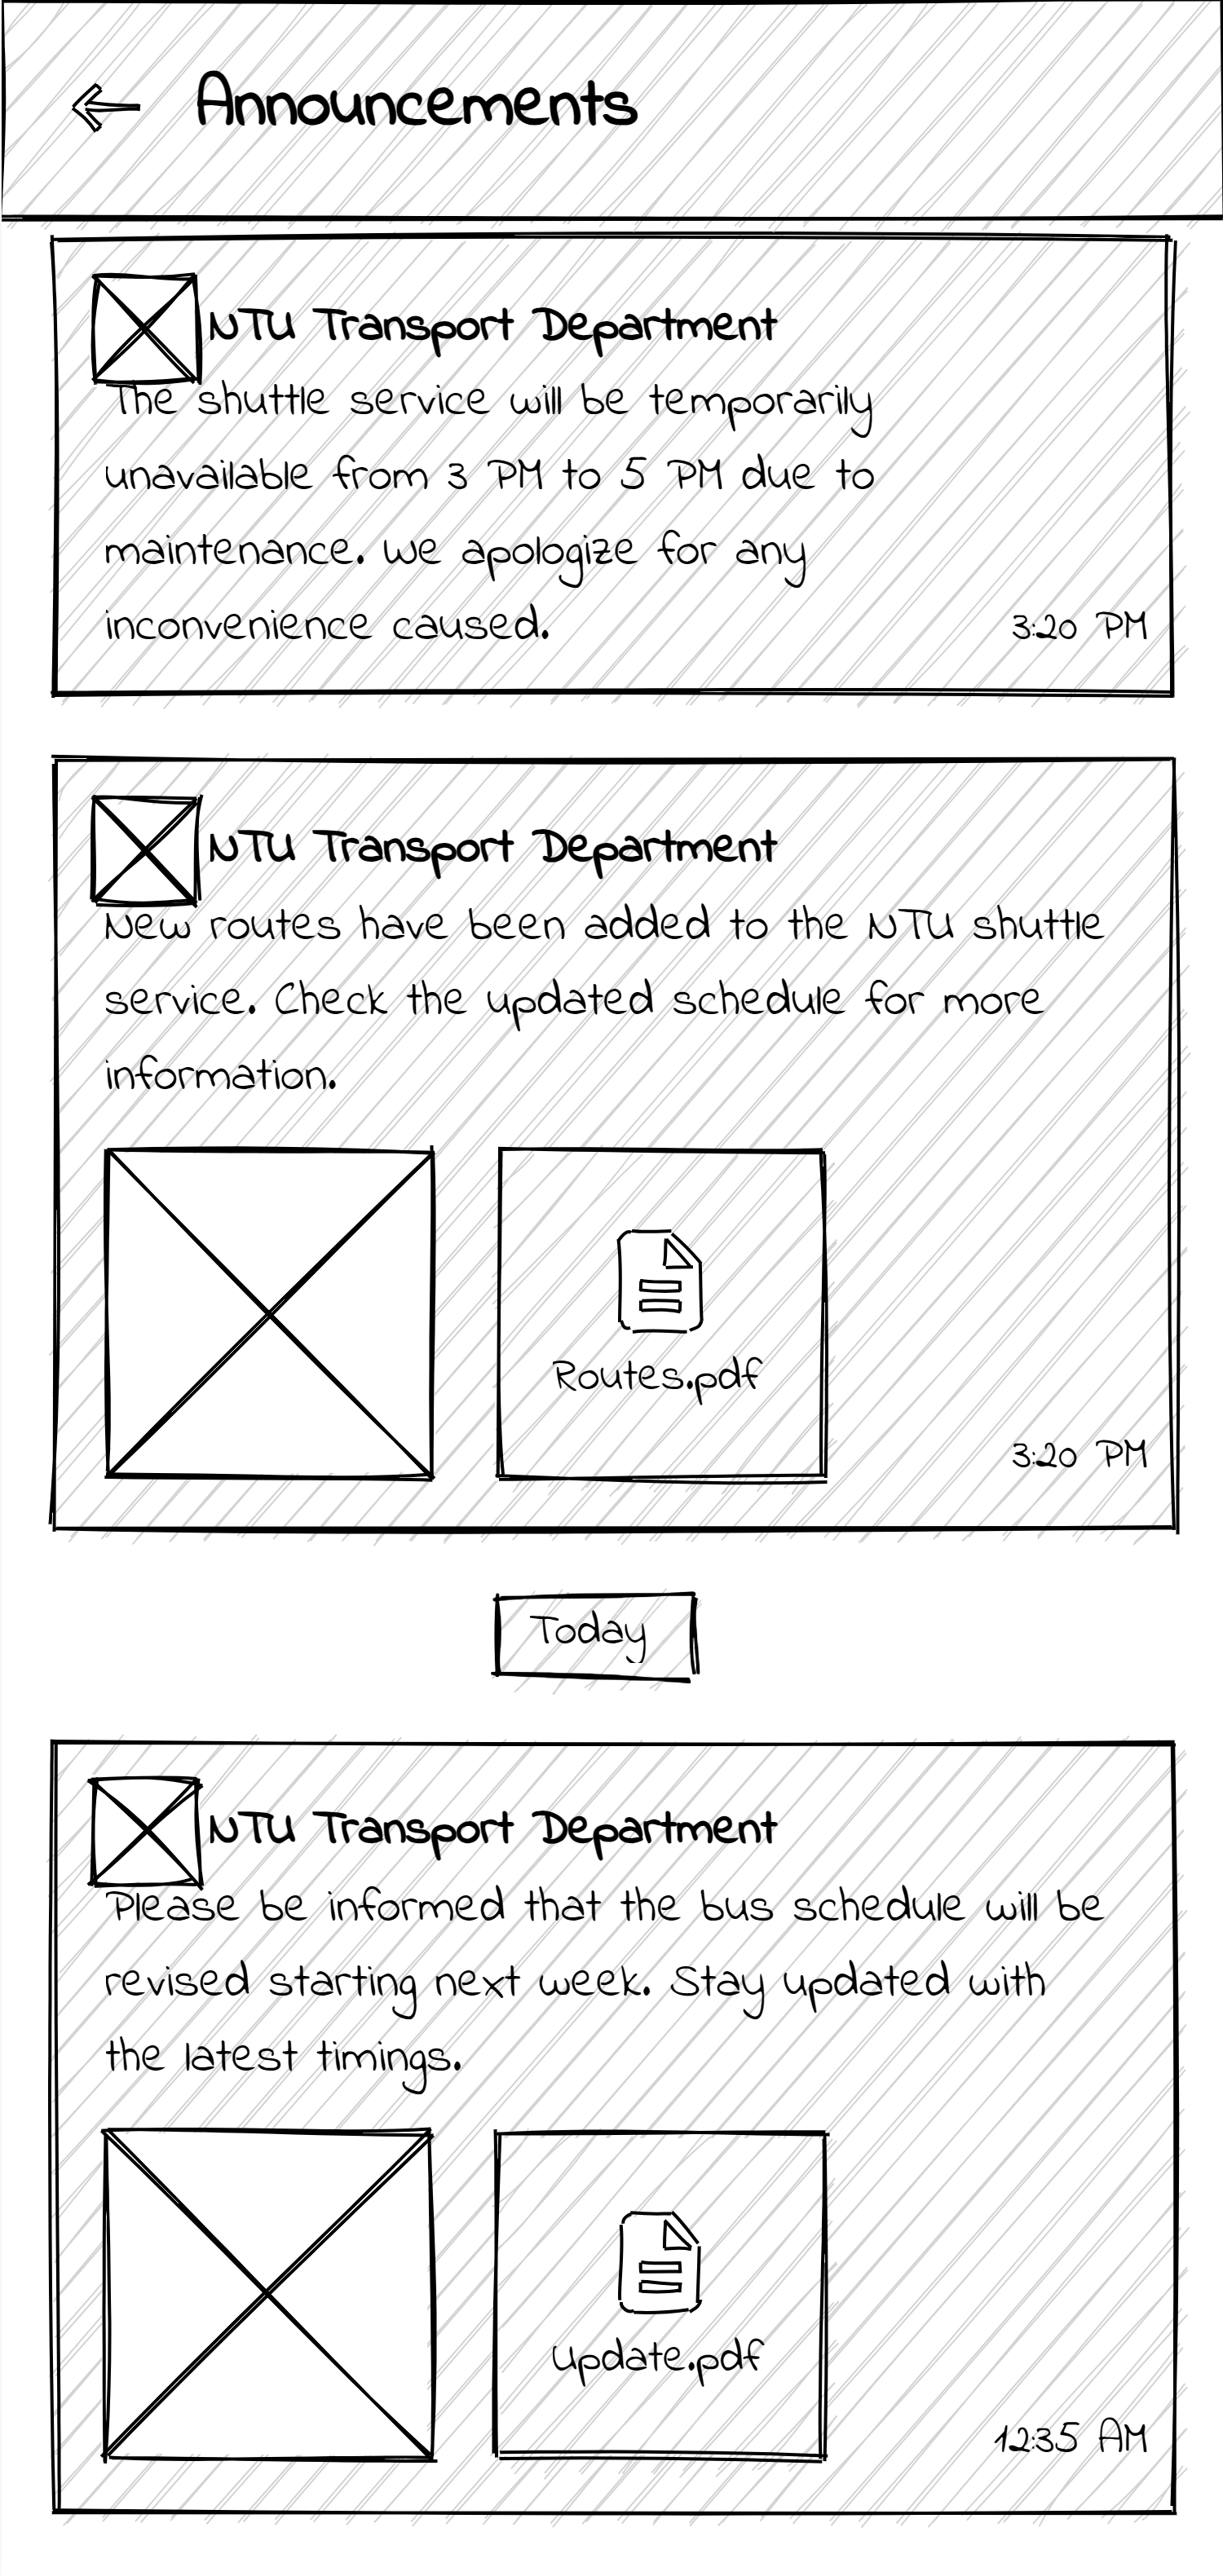 Announcements
NTU Transport Department
The shuttle service will be temporarily
unavailable from 3 PM to 5 PM due to
maintenance. We apologize for any
inconvenience caused.
3:20 PM
NTU Transport Department
New routes have been added to the NTU shuttle
service. Check the updated schedule for more
information.
Routes.pdf
3:20 PM
Today
NTU Transport Department
Please be informed that the bus schedule will be
revised starting next week. Stay updated with
the latest timings.
Update.pdf
12:35 AM